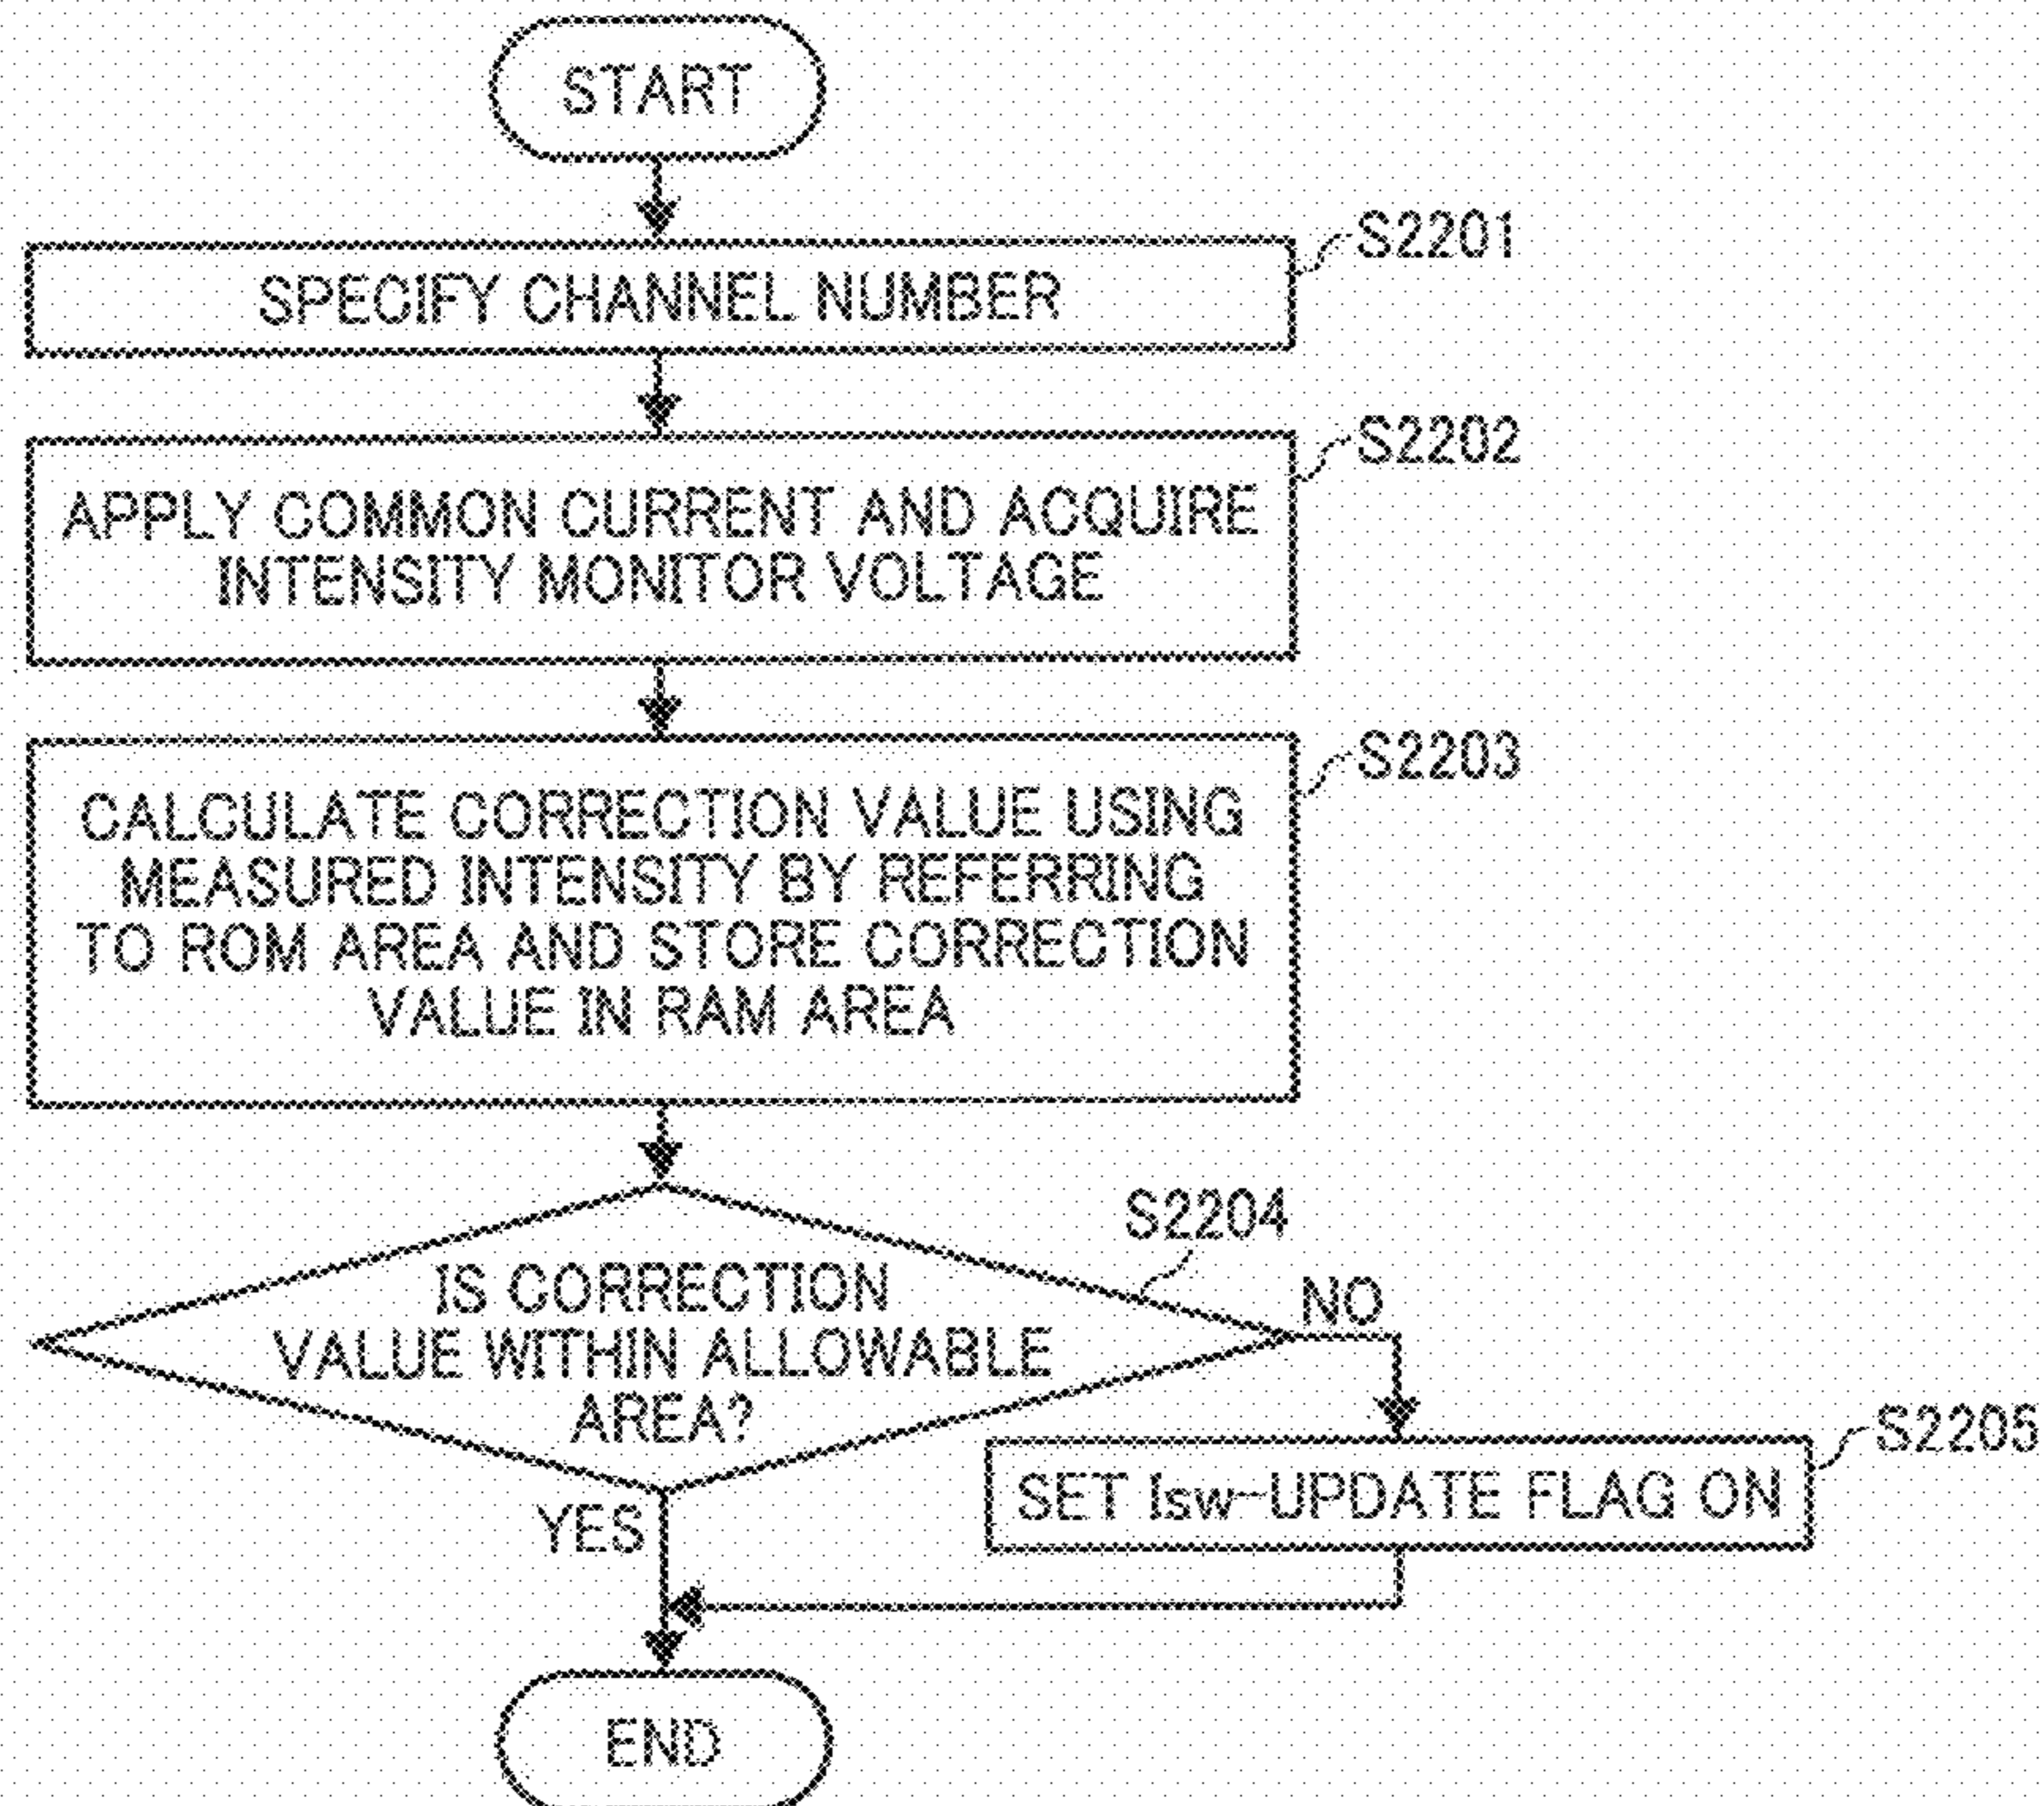 START
S2201
SPECIFY CHANNEL NUMBER
S2202
APPLY COMMON CURRENT AND ACQUIRE
INTENSITY MONITOR VOLTAGE
S2203
CALCULATE CORRECTION VALUE USING
MEASURED INTENSITY BY REFERRING
TO ROM AREA AND STORE CORRECTION
VALUE IN RAM AREA
S2204
IS CORRECTION
VALUE WITHIN ALLOWABLE
AREA?
NO
S2205
SET Isw-UPDATE FLAG ON
YES
END